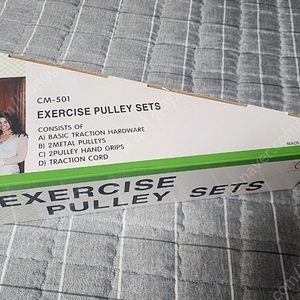 CM-501
EXERCISE PULLEY SETS
CONSISTS OF
A) BASIC TRACTION HARDWARE
B) 2METAL PULLEYS
C) 2PULLEY HAND GRIPS
D) TRACTION CORD
MADE
EXERCISE
PULLEY SETS